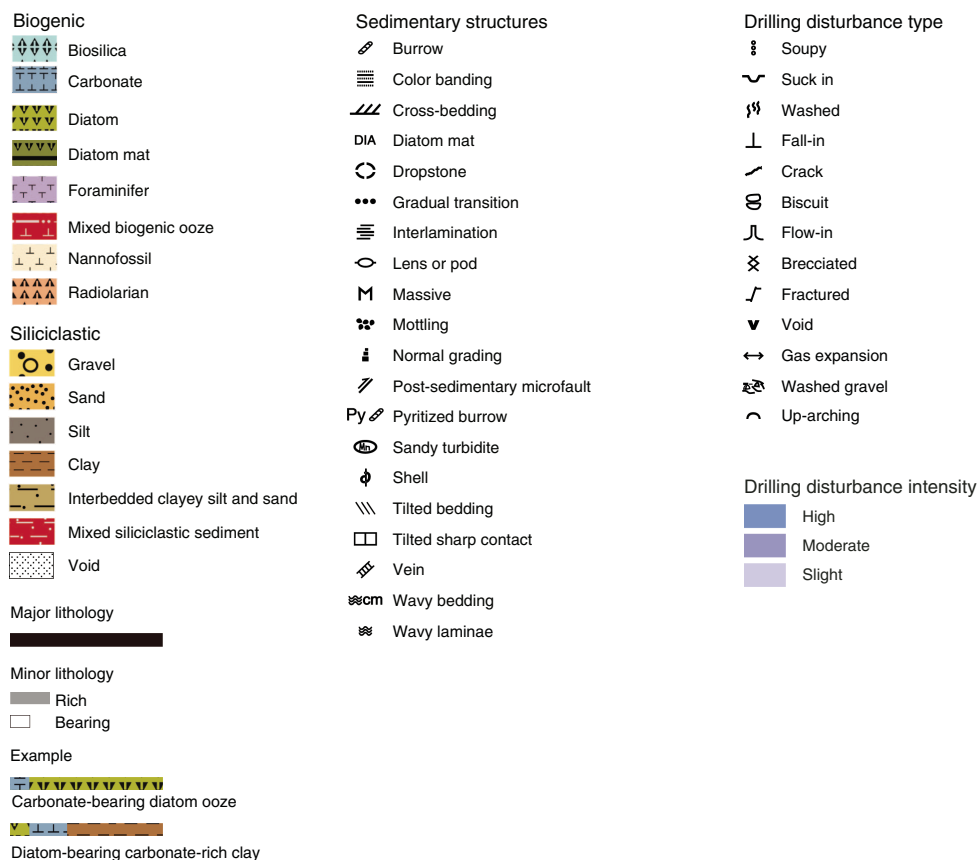 Biogenic
Biosilica
Carbonate
Diatom
Diatom mat
Foraminifer
Mixed biogenic ooze
Nannofossil
Radiolarian
Siliciclastic
Gravel
Sand
Silt
Clay
Interbedded clayey silt and sand
Mixed siliciclastic sediment
Void
Major lithology
Minor lithology
Rich
Bearing
Example
Carbonate-bearing diatom ooze
Diatom-bearing carbonate-rich clay
Sedimentary structures
Burrow
Color banding
Cross-bedding
DIA Diatom mat
Dropstone
Gradual transition
Interlamination
Lens or pod
M Massive
Mottling
Normal grading
Post-sedimentary microfault
Py Pyritized burrow
Mn Sandy turbidite
Shell
Tilted bedding
Tilted sharp contact
Vein
cm Wavy bedding
Wavy laminae
Drilling disturbance type
Soupy
Suck in
Washed
Fall-in
Crack
Biscuit
Flow-in
Brecciated
Fractured
Void
Gas expansion
Washed gravel
Up-arching
Drilling disturbance intensity
High
Moderate
Slight